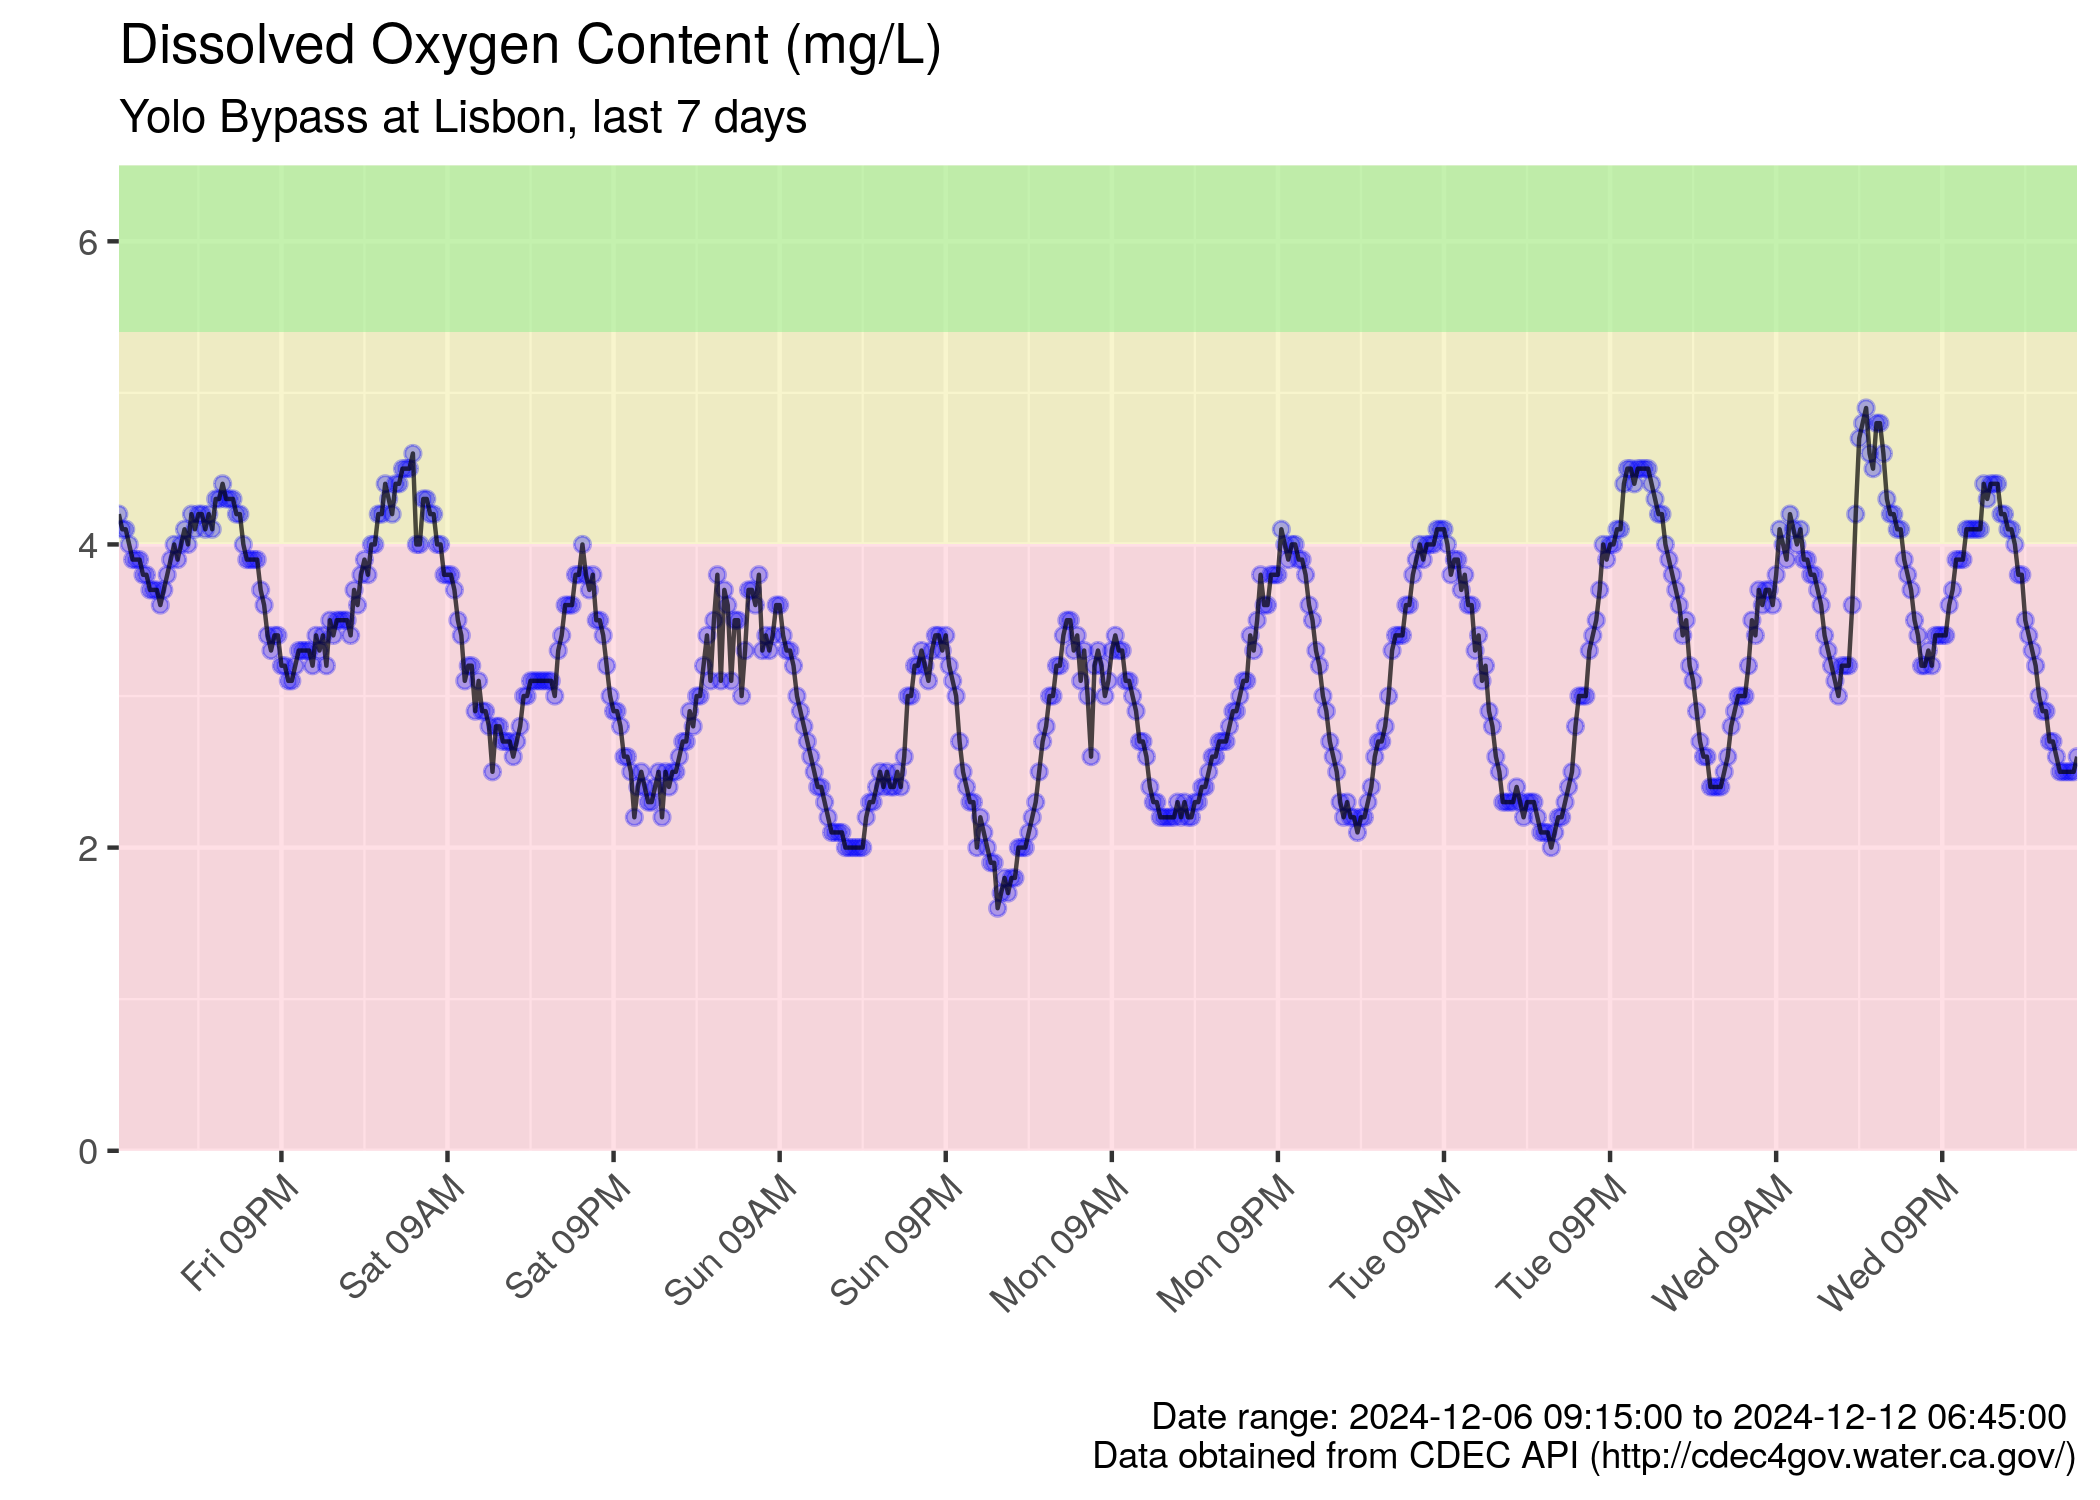 Dissolved Oxygen Content (mg/L)
Yolo Bypass at Lisbon, last 7 days
6
4
2
0
Fri 09PM
Sat 09AM
Sat 09PM
Sun 09AM
Sun 09PM
Mon 09AM
Mon 09PM
Tue 09AM
Tue 09PM
Wed 09AM
Wed 09PM
Date range: 2024-12-06 09:15:00 to 2024-12-12 06:45:00
Data obtained from CDEC API (http://cdec4gov.water.ca.gov/)